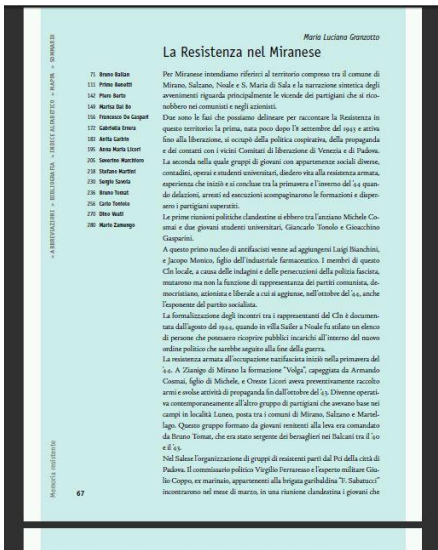 Maria Luciana Granzotto
La Resistenza nel Miranese
« ABBREVIAZIONI » BIBLIOGRAFIA » INDICE ALFABETICO » MAPPA » SOMMARIO
71 Bruno Ballan
111 Primo Benetti
142 Piero Berto
149 Marisa Dal Bo
156 Francesco De Gaspari
172 Gabriella Errera
183 Anita Garbin
195 Anna Maria Licori
205 Severino Marchioro
218 Stefano Martini
230 Sergio Saveda
236 Bruno Tomat
256 Carlo Tonolo
270 Dino Veatt
280 Mario Zamengo
Per Miranese intendiamo riferirci al territorio compreso tra il comune di
Mirano, Salzano, Noale e S. Maria di Sala e la narrazione sintetica degli
avvenimenti riguarda principalmente le vicende dei partigiani che si rico-
nobbero nei comunisti e negli azionisti.
Due sono le fasi che possiamo delineare per raccontare la Resistenza in
questo territorio: la prima, nata poco dopo l'8 settembre del 1943 e attiva
fino alla liberazione, si occupò della politica cospirativa, della propaganda
e dei contatti con i vicini Comitati di liberazione di Venezia e di Padova.
La seconda nella quale gruppi di giovani con appartenenze sociali diverse,
contadini, operai e studenti universitari, diedero vita alla resistenza armata,
esperienza che iniziò e si concluse tra la primavera e l'inverno del '44 quan-
do delazioni, arresti ed esecuzioni scompaginarono le formazioni e disper-
sero i partigiani superstiti.
Le prime riunioni politiche clandestine si ebbero tra l'anziano Michele Co-
smai e due giovani studenti universitari, Giancarlo Tonolo e Gioacchino
Gasparini.
A questo primo nucleo di antifascisti venne ad aggiungersi Luigi Bianchini,
e Jacopo Monico, figlio dell'industriale farmaceutico. I membri di questo
Cln locale, a causa delle indagini e delle persecuzioni della polizia fascista,
mutarono ma non la funzione di rappresentanza dei partiti comunista, de-
mocristiano, azionista e liberale a cui si aggiunse, nell'ottobre del '44, anche
l'esponente del partito socialista.
La formalizzazione degli incontri tra i rappresentanti del Cln è documen-
tata dall'agosto del 1944, quando in villa Sailer a Noale fu stilato un elenco
di persone che potessero ricoprire pubblici incarichi all'interno del nuovo
ordine politico che sarebbe seguito alla fine della guerra.
La resistenza armata all'occupazione nazifascista iniziò nella primavera del
'44. A Zianigo di Mirano la formazione "Volga", capeggiata da Armando
Cosmai, figlio di Michele, e Oreste Licori aveva preventivamente raccolto
armi e svolse attività di propaganda fin dall'ottobre del '43. Divenne operati-
va contemporaneamente all'altro gruppo di partigiani che avevano base nei
campi in località Luneo, posta tra i comuni di Mirano, Salzano e Martel-
lago. Questo gruppo formato da giovani renitenti alla leva era comandato
da Bruno Tomat, che era stato sergente dei bersaglieri nei Balcani tra il '40
e il '43.
Nel Salese l'organizzazione di gruppi di resistenti partì dal Pci della città di
Padova. Il commissario politico Virgilio Ferraresso e l'esperto militare Giu-
lio Coppo, ex marinaio, appartenenti alla brigata garibaldina "F. Sabatucci"
incontrarono nel mese di marzo, in una riunione clandestina i giovani che
Memoria resistente
67